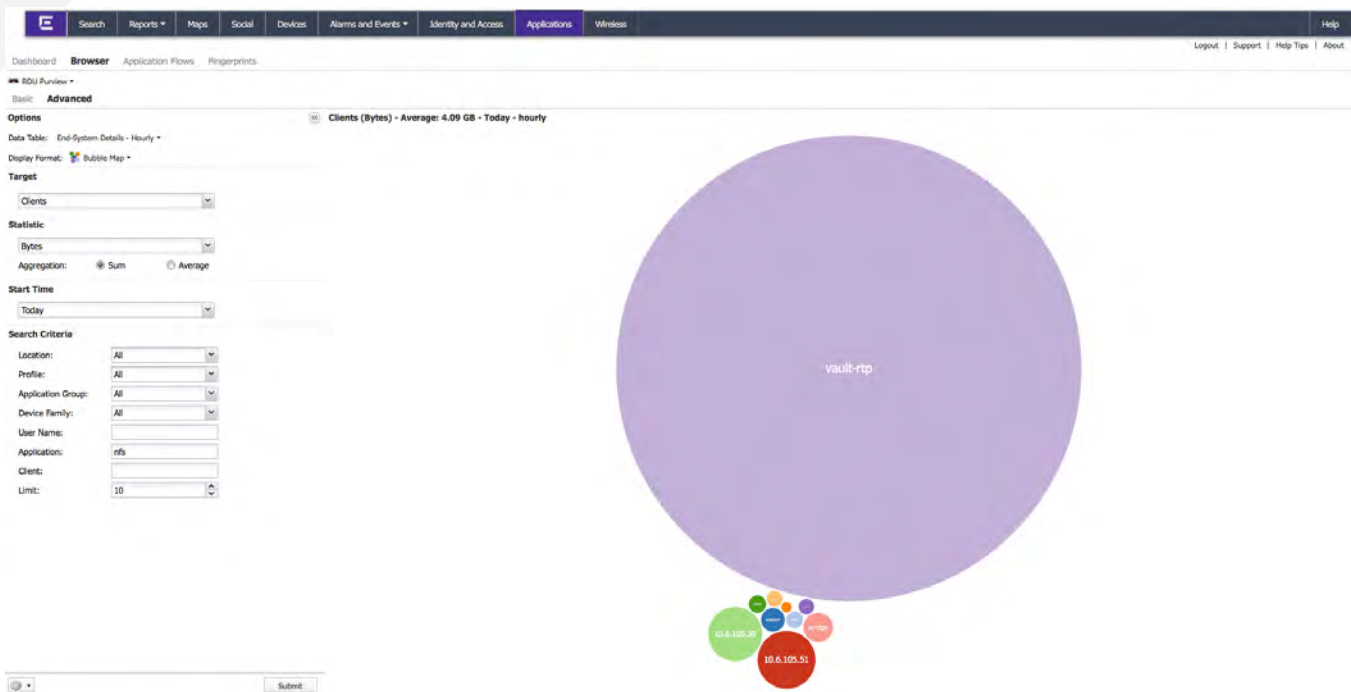 Search Reports Maps Social Devices Alarms and Events Identity and Access Applications Wireless Help
Logout | Support | Help Tips | About
Dashboard Browser Application Flows Fingerprints
RDU Purview
Basic Advanced
Options
Clients (Bytes) - Average: 4.09 GB - Today - hourly
Data Table: End-System Details - Hourly
Display Format: Bubble Map
Target
Clients
Statistic
Bytes
Aggregation: Sum Average
Start Time
Today
Search Criteria
Location: All
Profile: All
Application Group: All
Device Family: All
User Name:
Application: nfs
Client:
Limit: 10
vault-rtp
10.6.105.51
Submit